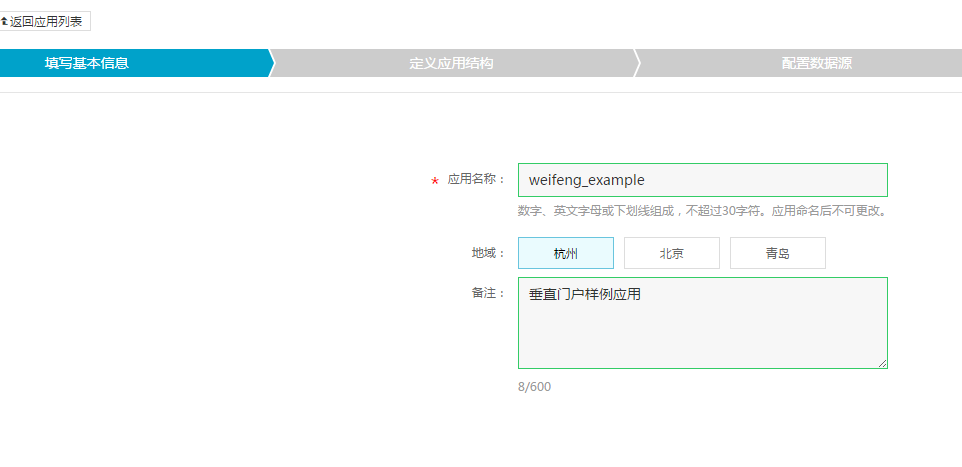 返回应用列表
填写基本信息
定义应用结构
配置数据源
* 应用名称：
weifeng_example
数字、英文字母或下划线组成，不超过30字符。应用命名后不可更改。
地域：
杭州
北京
青岛
备注：
垂直门户样例应用
8/600